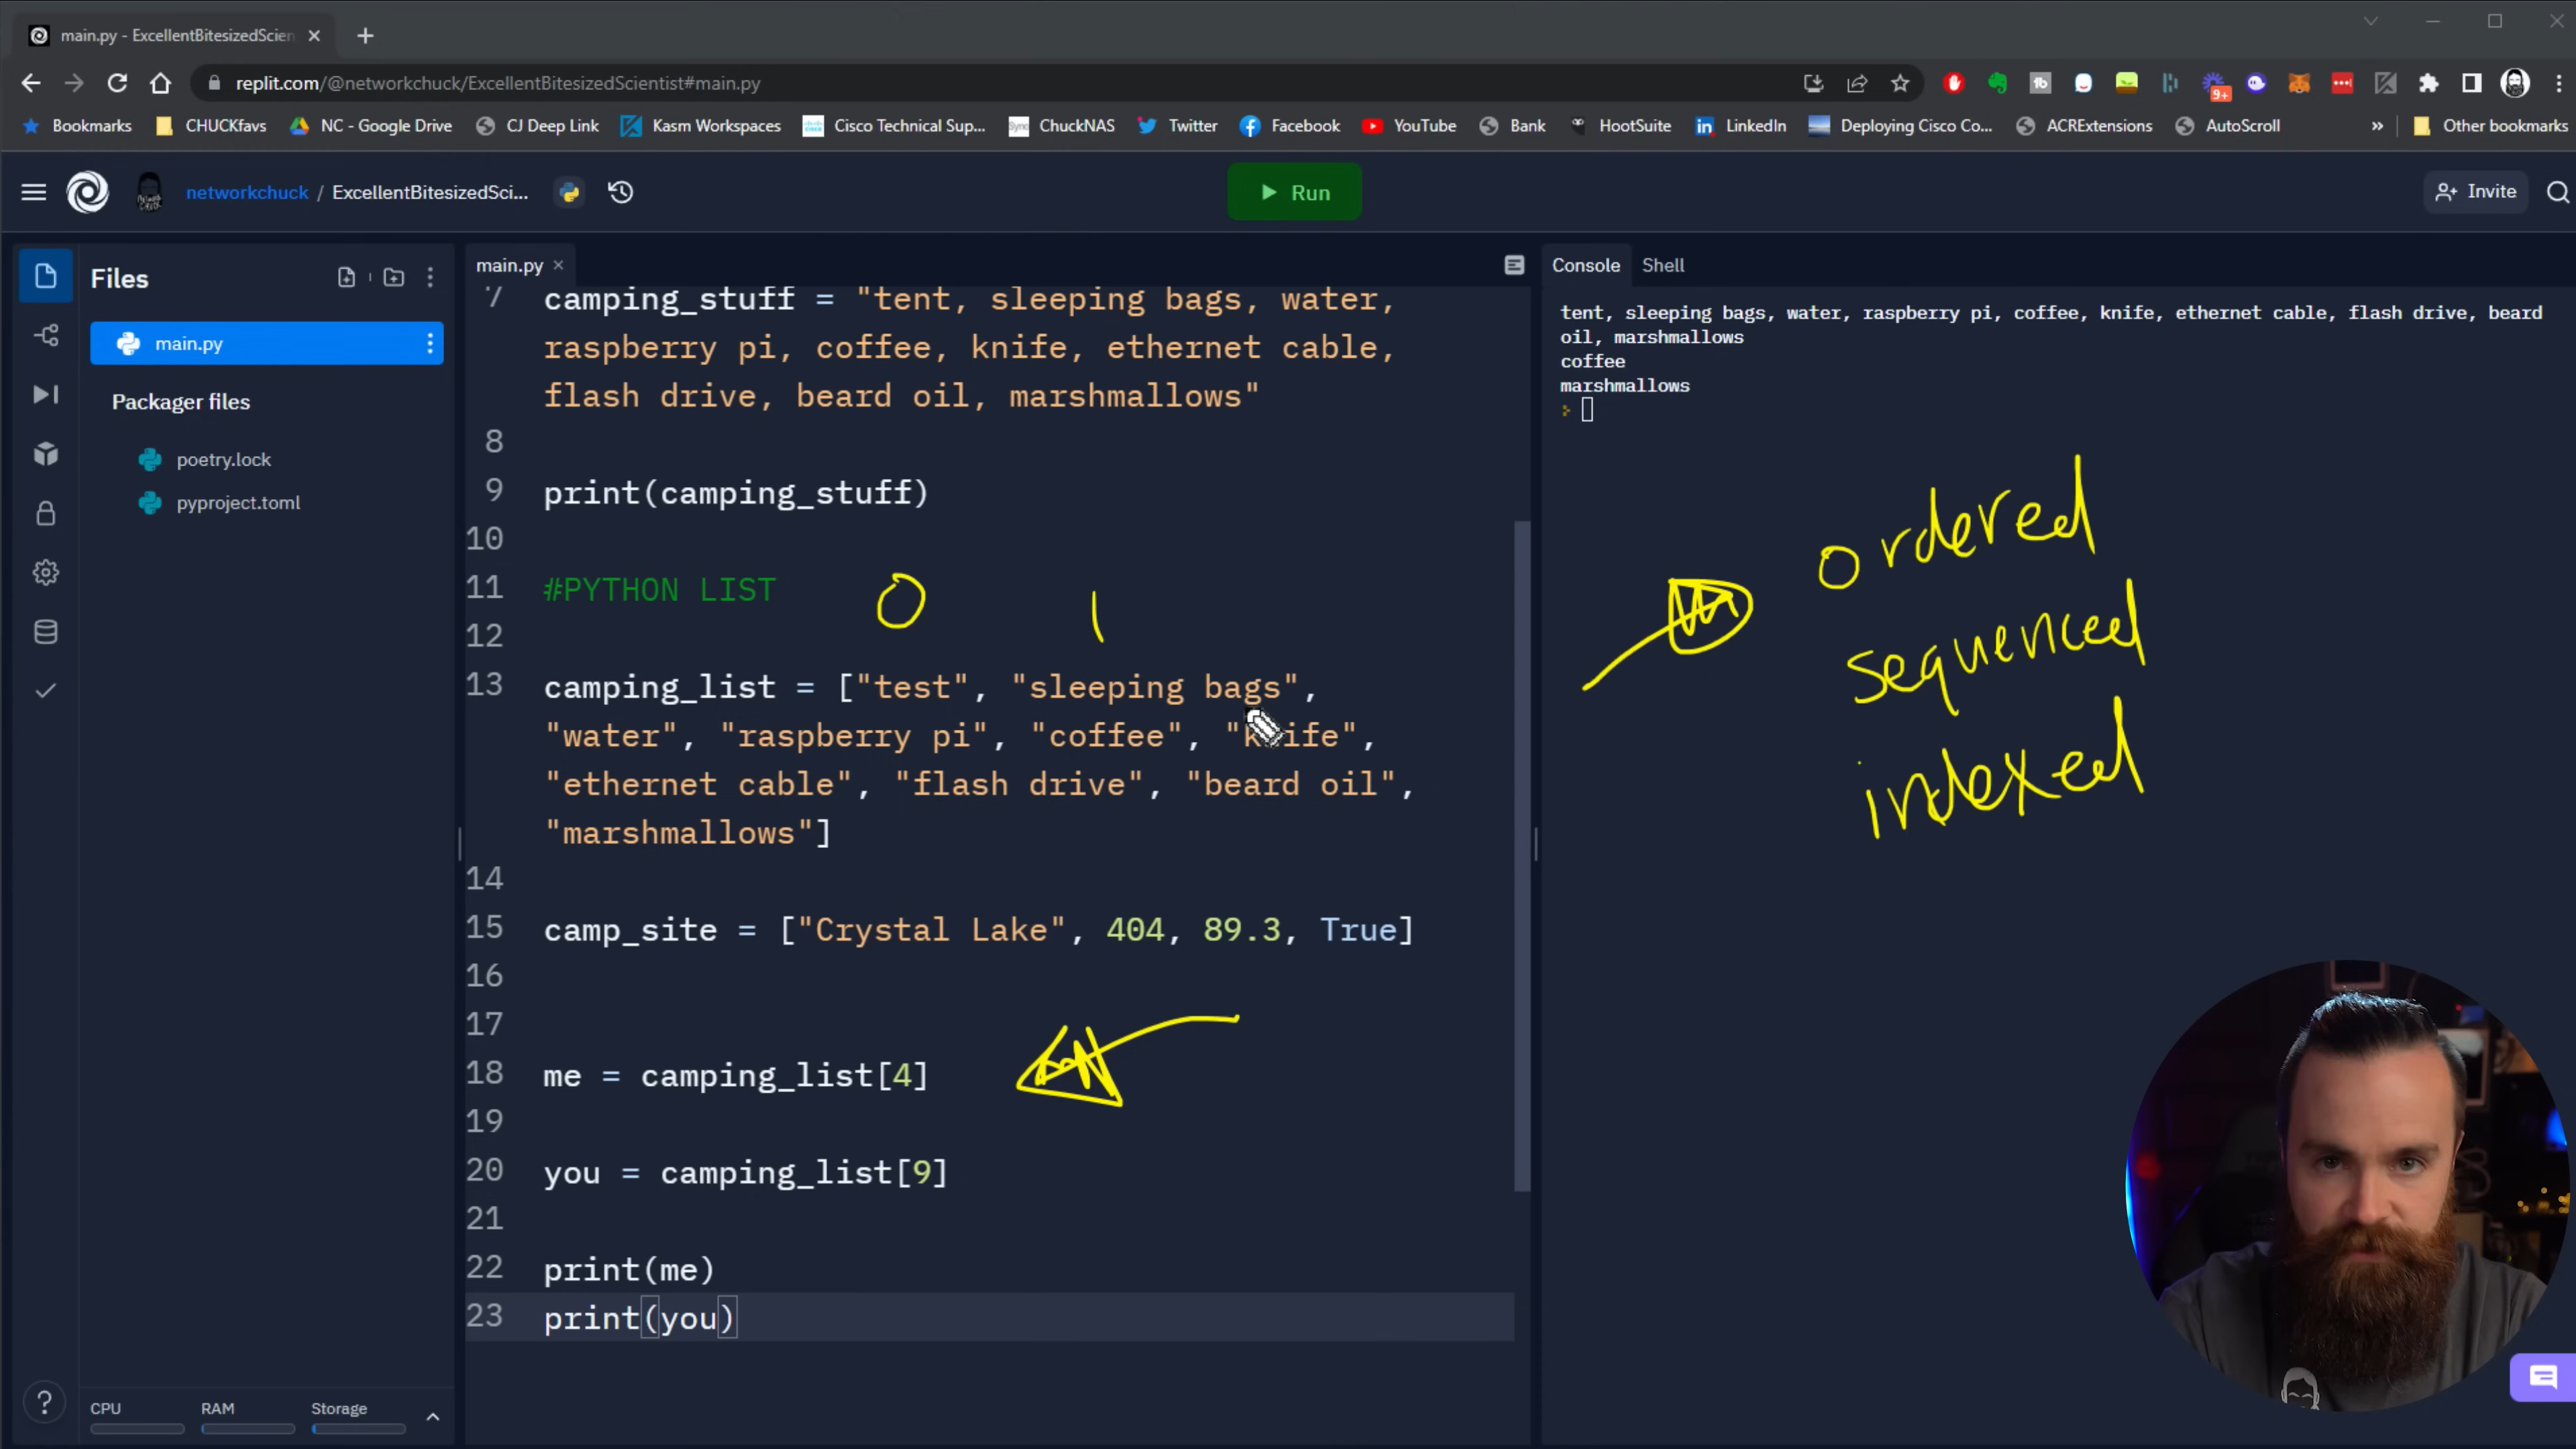 main.py - ExcellentBitesizedScien
replit.com/@networkchuck/ExcellentBitesizedScientist#main.py
9+
Bookmarks CHUCKfavs NC - Google Drive CJ Deep Link Kasm Workspaces Cisco Technical Sup... ChuckNAS Twitter Facebook YouTube Bank HootSuite LinkedIn Deploying Cisco Co... ACRExtensions AutoScroll » Other bookmarks
networkchuck / ExcellentBitesizedSci... Run Invite
Files
main.py
Packager files
poetry.lock
pyproject.toml
CPU RAM Storage
main.py
7 camping_stuff = "tent, sleeping bags, water,
raspberry pi, coffee, knife, ethernet cable,
flash drive, beard oil, marshmallows"
8
9 print(camping_stuff)
10
11 #PYTHON LIST
0 1
12
13 camping_list = ["test", "sleeping bags",
"water", "raspberry pi", "coffee", "knife",
"ethernet cable", "flash drive", "beard oil",
"marshmallows"]
14
15 camp_site = ["Crystal Lake", 404, 89.3, True]
16
17
18 me = camping_list[4]
19
20 you = camping_list[9]
21
22 print(me)
23 print(you)
Console Shell
tent, sleeping bags, water, raspberry pi, coffee, knife, ethernet cable, flash drive, beard
oil, marshmallows
coffee
marshmallows
ordered
sequenced
indexed